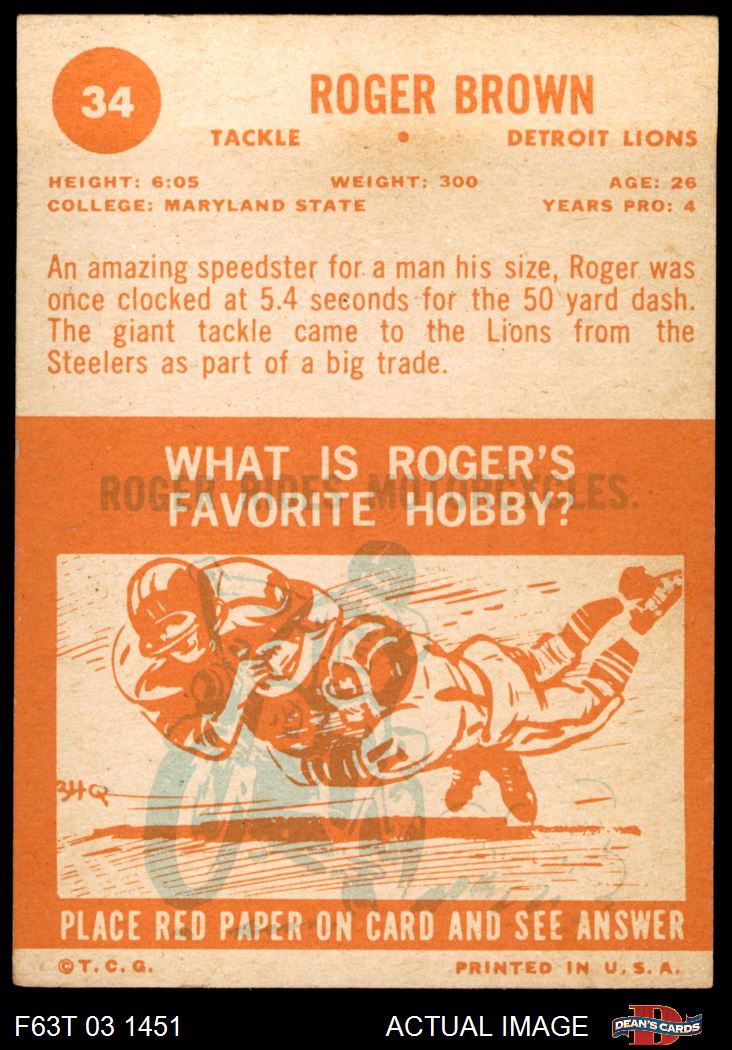 34
ROGER BROWN
TACKLE • DETROIT LIONS
HEIGHT: 6:05 WEIGHT: 300 AGE: 26
COLLEGE: MARYLAND STATE YEARS PRO: 4
An amazing speedster for a man his size, Roger was
once clocked at 5.4 seconds for the 50 yard dash.
The giant tackle came to the Lions from the
Steelers as part of a big trade.
WHAT IS ROGER'S
ROGER RIDES MOTORCYCLES.
FAVORITE HOBBY?
BHQ
PLACE RED PAPER ON CARD AND SEE ANSWER
©T.C.G. PRINTED IN U.S.A.
F63T 03 1451 ACTUAL IMAGE DEAN'S CARDS